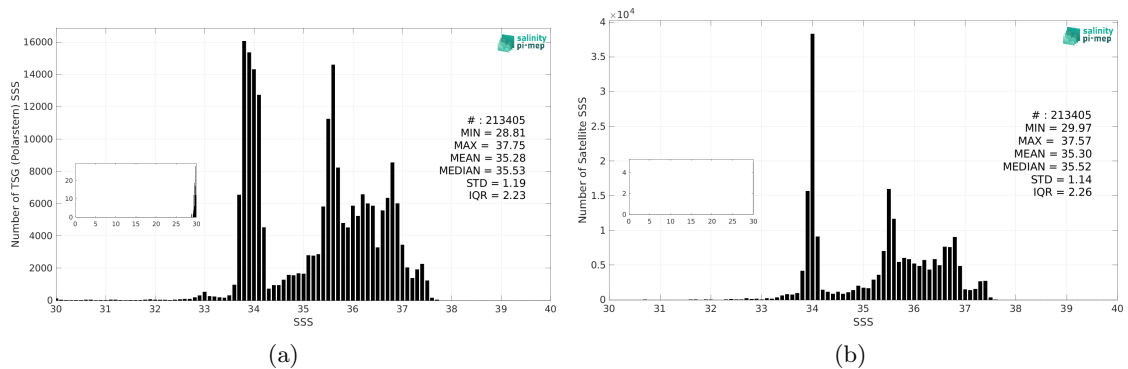 ×10⁴
salinity
pi-mep
salinity
pi-mep
Number of TSG (Polarstern) SSS
16000
14000
12000
10000
8000
6000
4000
2000
0
# : 213405
MIN = 28.81
MAX = 37.75
MEAN = 35.28
MEDIAN = 35.53
STD = 1.19
IQR = 2.23
20
10
0
0 5 10 15 20 25 30
30 31 32 33 34 35 36 37 38 39 40
SSS
(a)
Number of Satellite SSS
4
3.5
3
2.5
2
1.5
1
0.5
0
# : 213405
MIN = 29.97
MAX = 37.57
MEAN = 35.30
MEDIAN = 35.52
STD = 1.14
IQR = 2.26
4
2
0
0 5 10 15 20 25 30
30 31 32 33 34 35 36 37 38 39 40
SSS
(b)